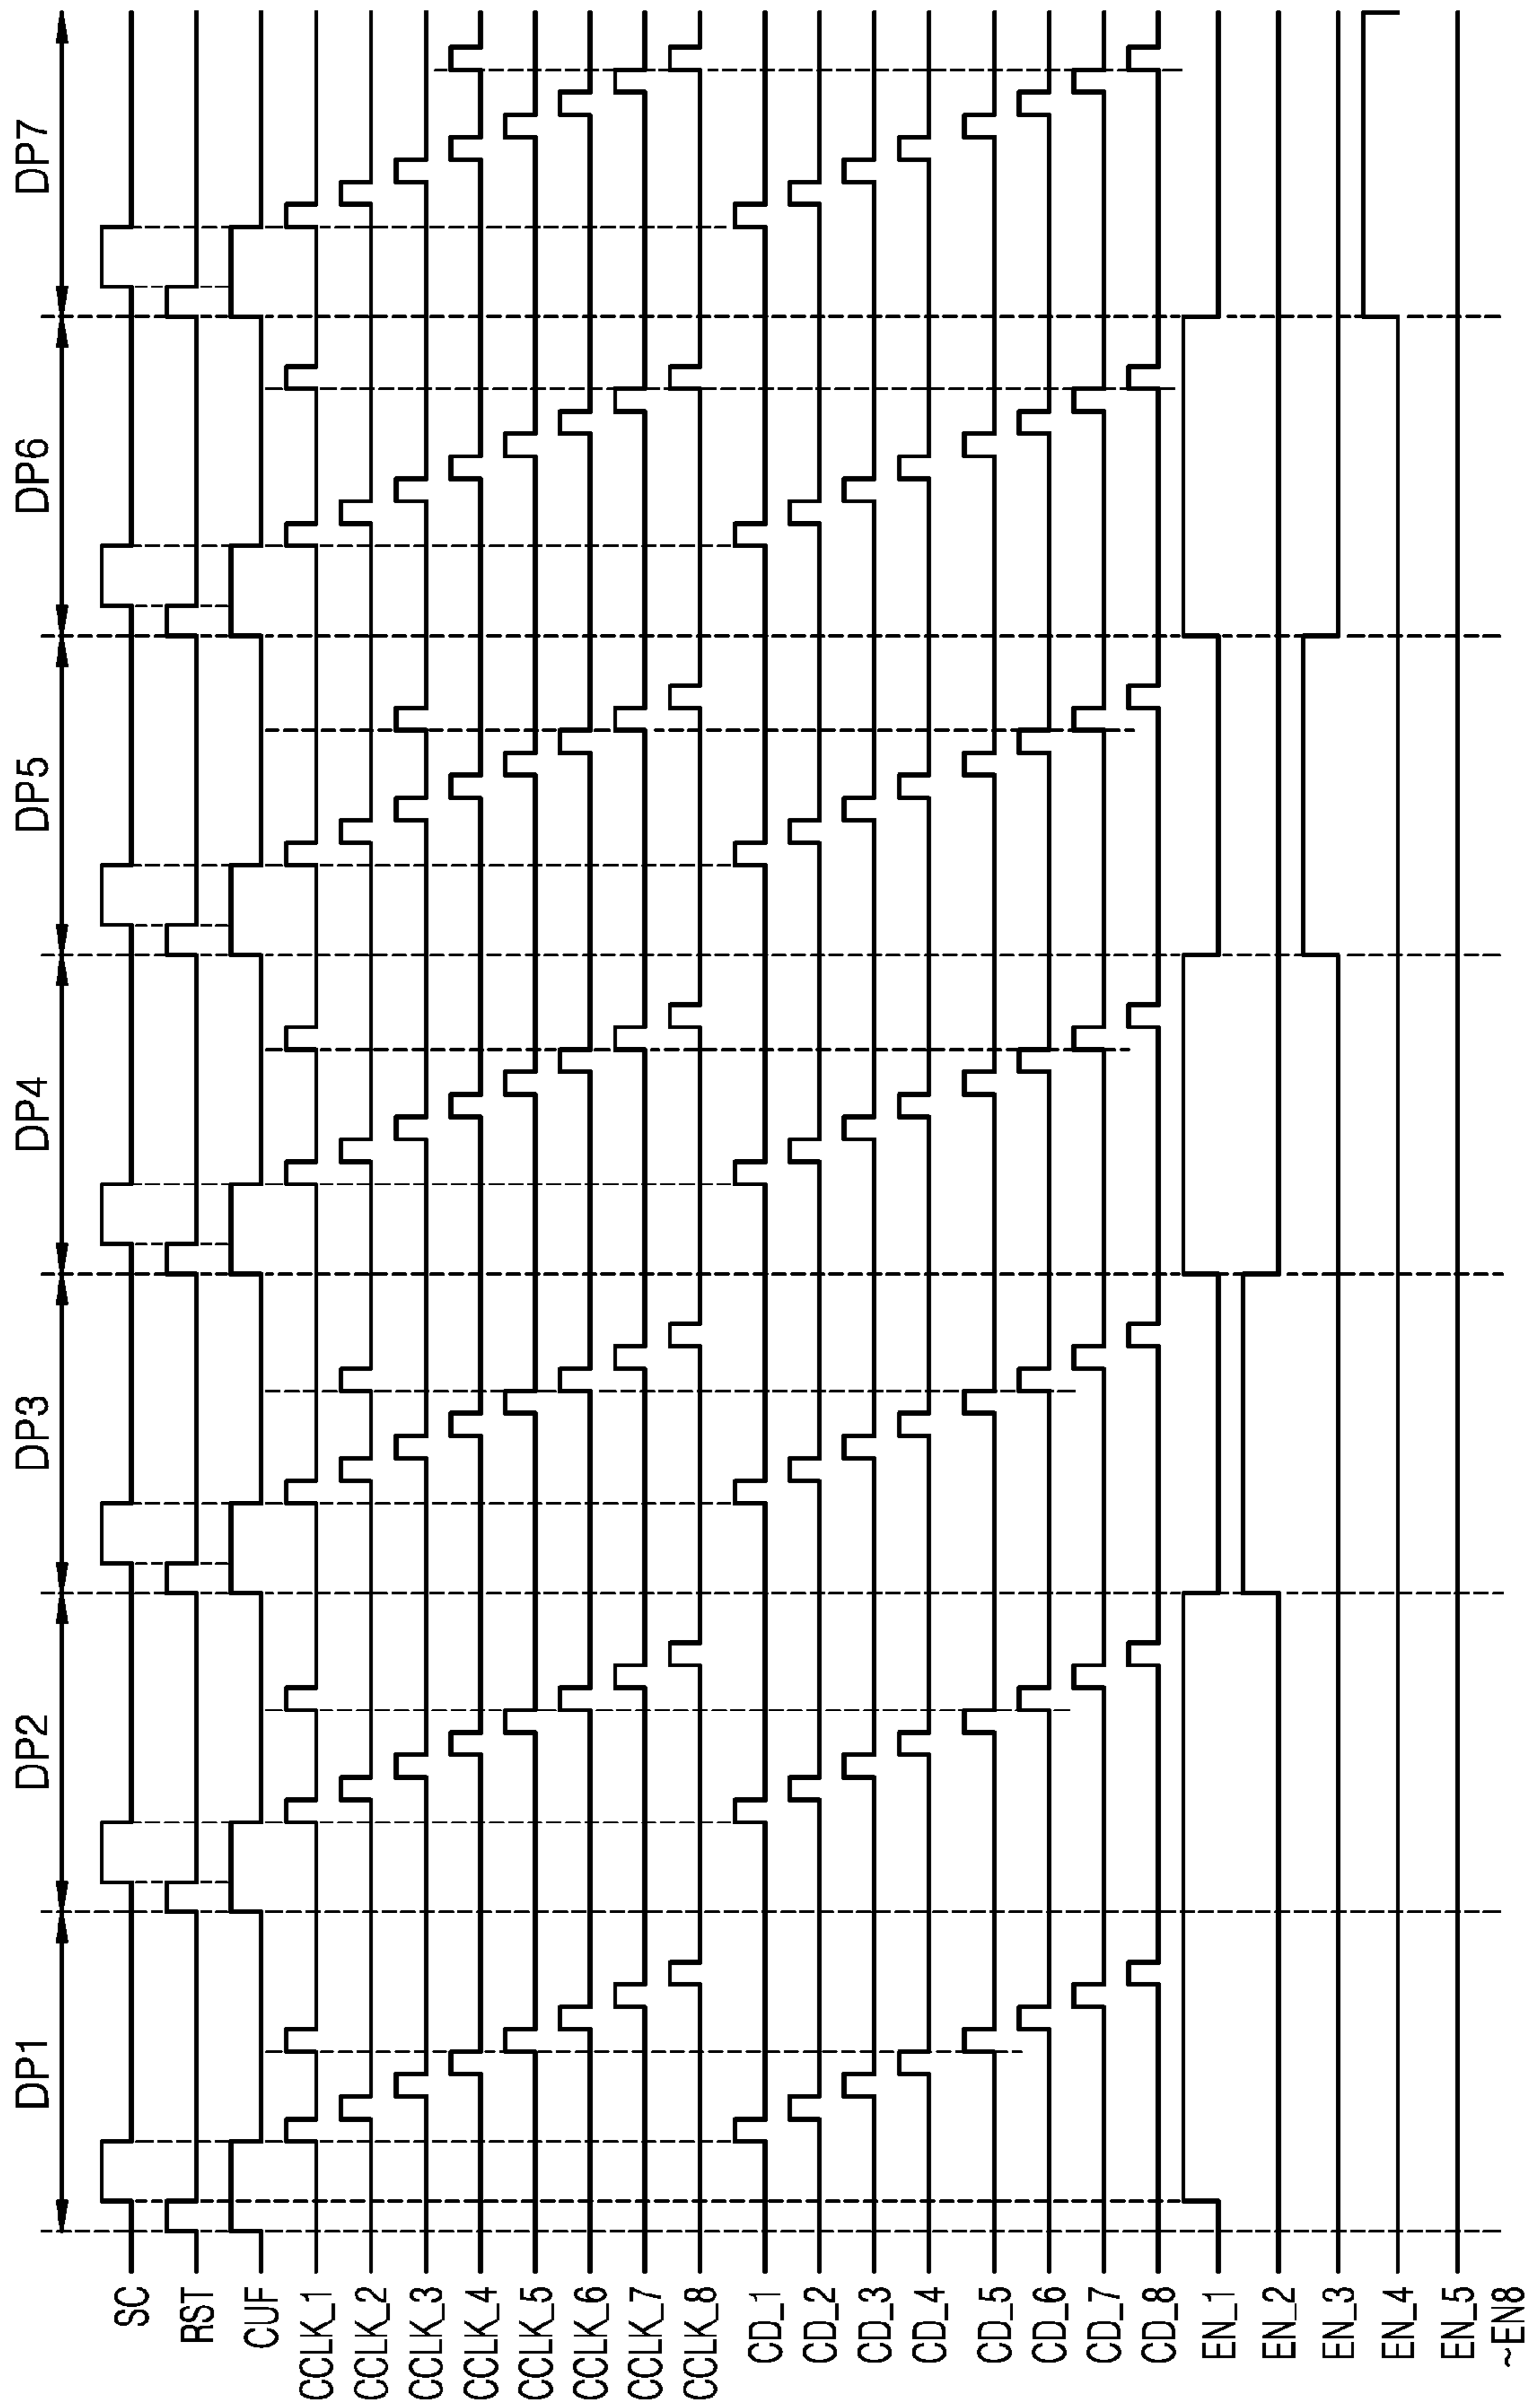 DP1
DP2
DP3
DP4
DP5
DP6
DP7
SC
RST
CUF
CCLK_1
CCLK_2
CCLK_3
CCLK_4
CCLK_5
CCLK_6
CCLK_7
CCLK_8
CD_1
CD_2
CD_3
CD_4
CD_5
CD_6
CD_7
CD_8
EN_1
EN_2
EN_3
EN_4
EN_5
~EN8